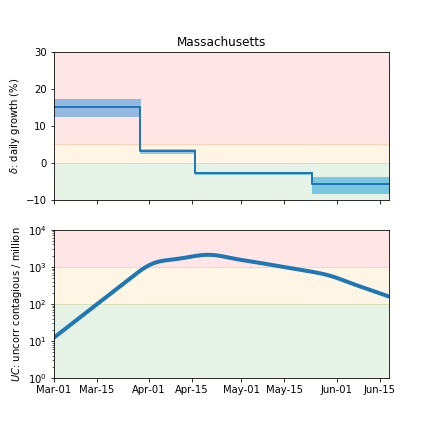 Massachusetts
30
20
10
0
−10
δ: daily growth (%)
10⁴
10³
10²
10¹
10⁰
UC: uncorr contagious / million
Mar-01 Mar-15 Apr-01 Apr-15 May-01 May-15 Jun-01 Jun-15